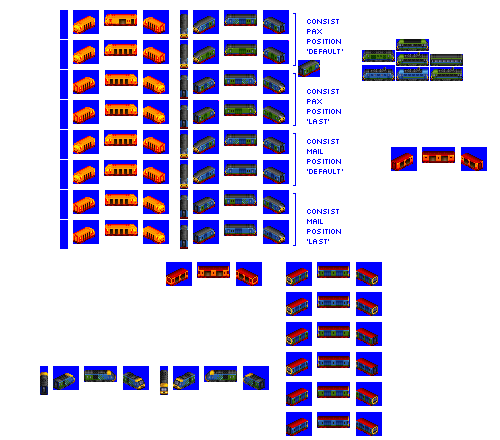 CONSIST
PAX
POSITION
'DEFAULT'
CONSIST
PAX
POSITION
'LAST'
CONSIST
MAIL
POSITION
'DEFAULT'
CONSIST
MAIL
POSITION
'LAST'